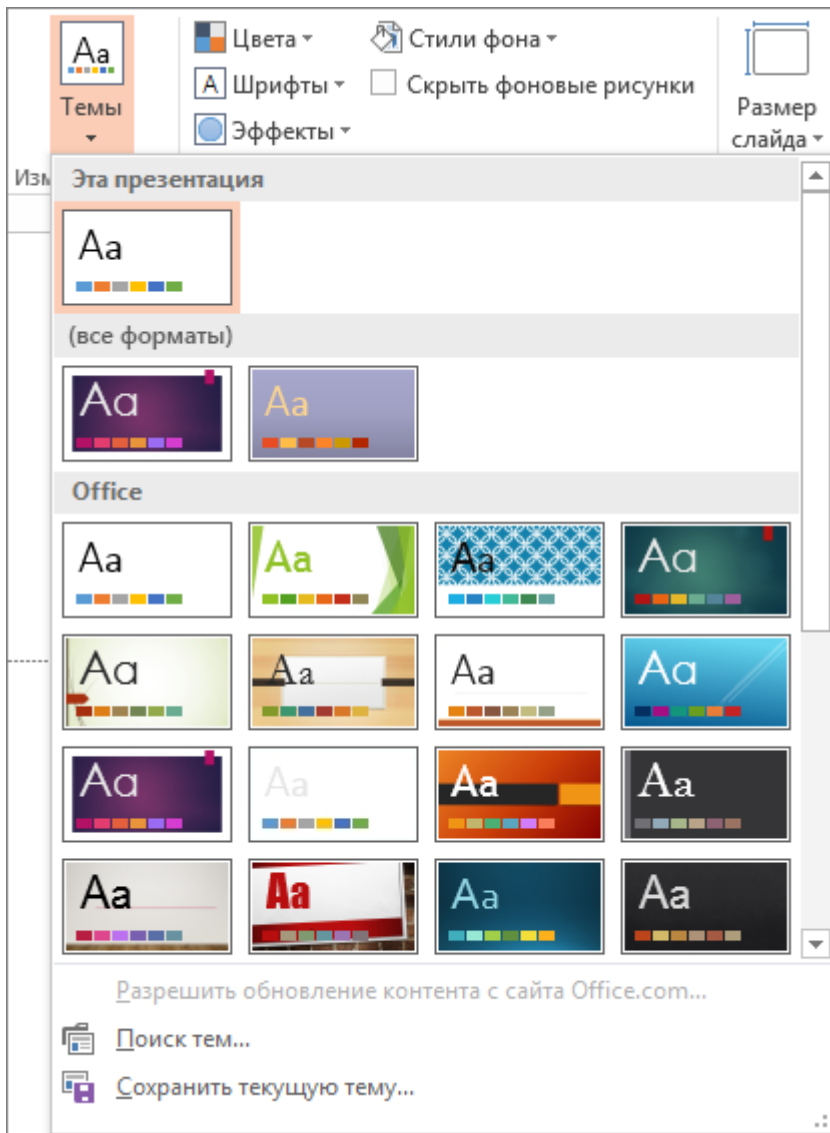 Aa
Темы
Цвета
Стили фона
A Шрифты
Скрыть фоновые рисунки
Эффекты
Размер
слайда
Изм
Эта презентация
Aa
(все форматы)
Aa Aa
Office
Aa Aa Aa Aa
Aa Aa Aa Aa
Aa Aa Aa Aa
Aa Aa Aa Aa
Разрешить обновление контента с сайта Office.com...
Поиск тем...
Сохранить текущую тему...